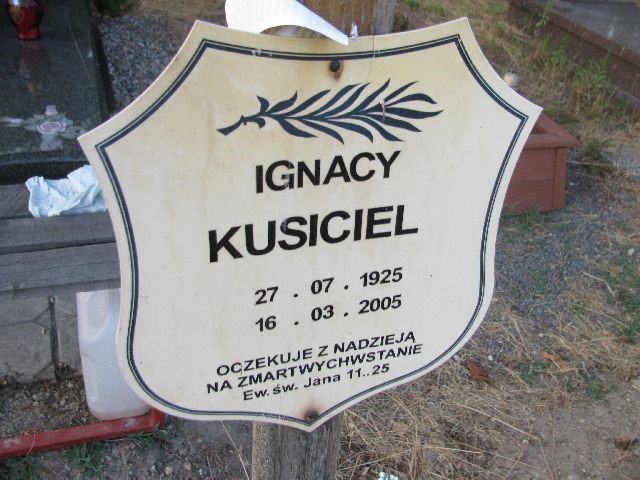 IGNACY
KUSICIEL
27 . 07 . 1925
16 . 03 . 2005
OCZEKUJE Z NADZIEJĄ
NA ZMARTWYCHWSTANIE
Ew. św. Jana 11..25